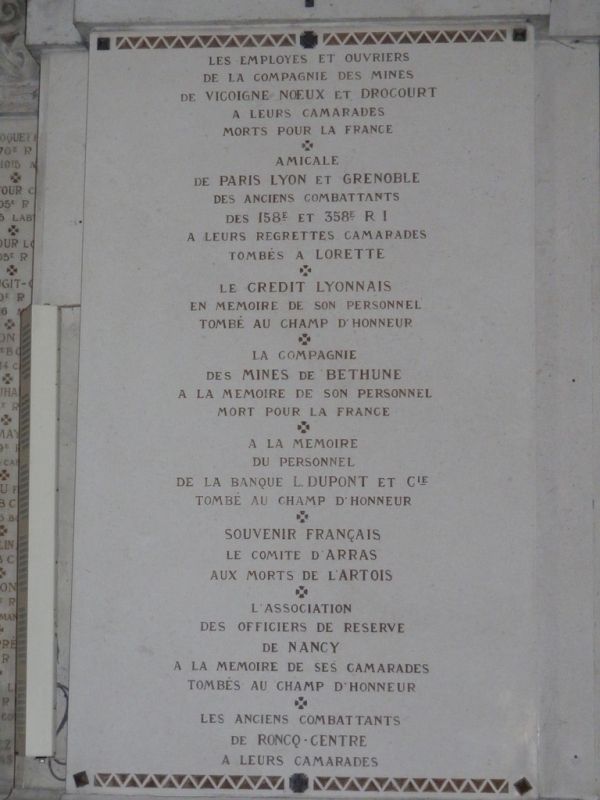 LES EMPLOYES ET OUVRIERS
DE LA COMPAGNIE DES MINES
DE VICOIGNE NŒUX ET DROCOURT
A LEURS CAMARADES
MORTS POUR LA FRANCE
AMICALE
DE PARIS LYON ET GRENOBLE
DES ANCIENS COMBATTANTS
DES 158E ET 358E R I
A LEURS REGRETTES CAMARADES
TOMBÉS A LORETTE
LE CREDIT LYONNAIS
EN MEMOIRE DE SON PERSONNEL
TOMBÉ AU CHAMP D'HONNEUR
LA COMPAGNIE
DES MINES DE BETHUNE
A LA MEMOIRE DE SON PERSONNEL
MORT POUR LA FRANCE
A LA MEMOIRE
DU PERSONNEL
DE LA BANQUE L.DUPONT ET CIE
TOMBÉ AU CHAMP D'HONNEUR
SOUVENIR FRANÇAIS
LE COMITE D'ARRAS
AUX MORTS DE L'ARTOIS
L'ASSOCIATION
DES OFFICIERS DE RESERVE
DE NANCY
A LA MEMOIRE DE SES CAMARADES
TOMBÉS AU CHAMP D'HONNEUR
LES ANCIENS COMBATTANTS
DE RONCQ-CENTRE
A LEURS CAMARADES